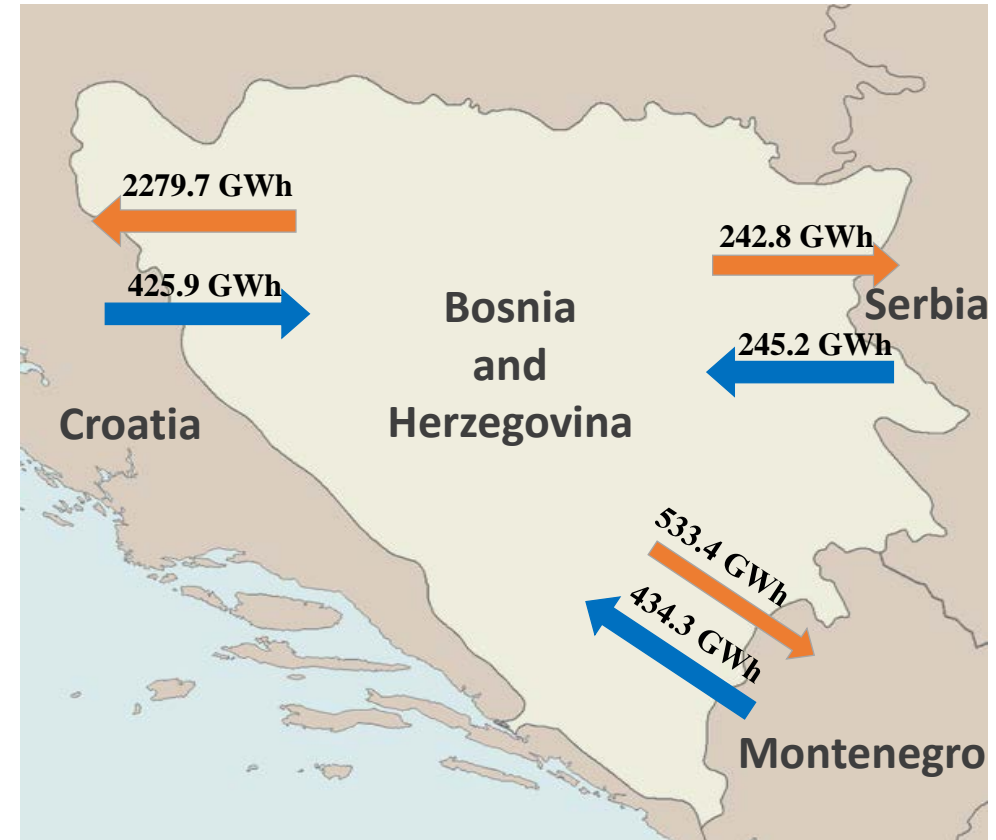 2279.7 GWh
242.8 GWh
425.9 GWh
Bosnia
and
Herzegovina
Serbia
245.2 GWh
Croatia
533.4 GWh
434.3 GWh
Montenegro